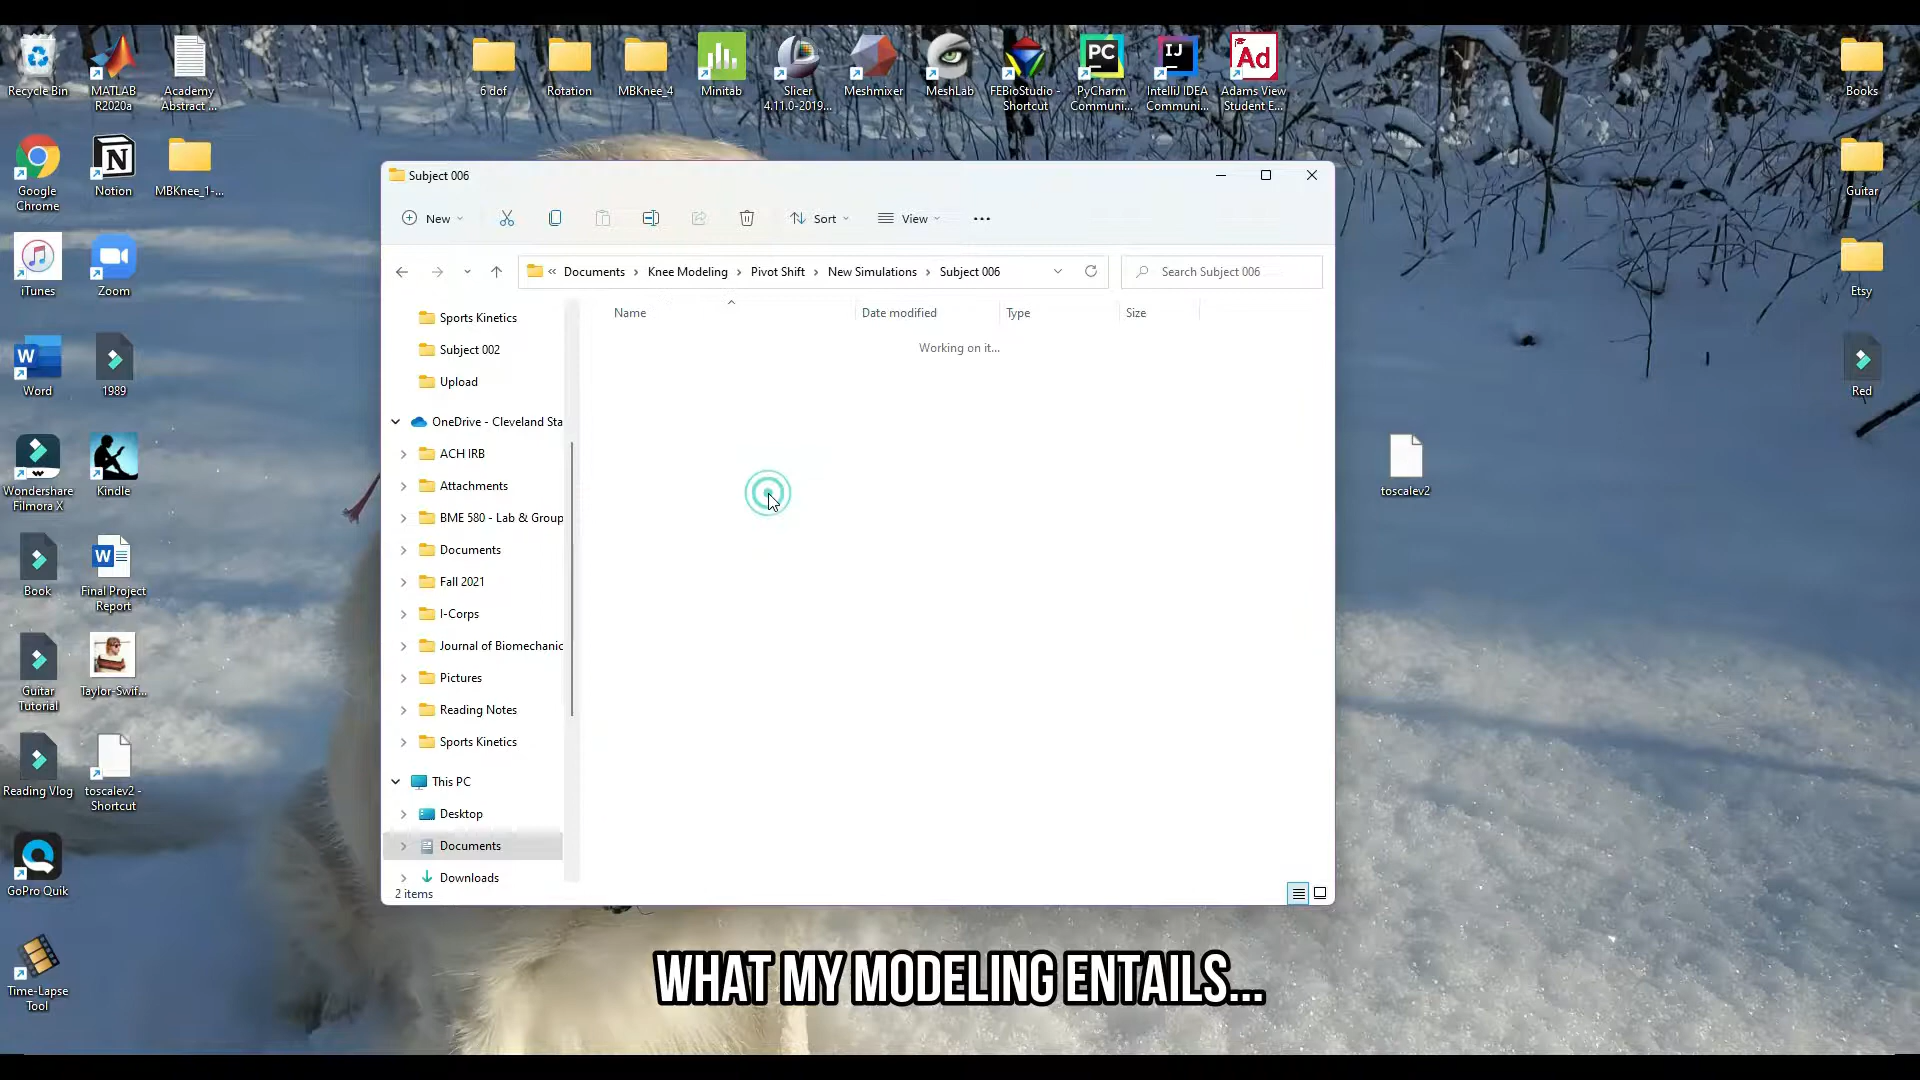 Recycle Bin
MATLAB
R2020a
Academy
Abstract ...
6 dof
Rotation
MBKnee_4
Minitab
Slicer
4.11.0-2019...
Meshmixer
MeshLab
FEBioStudio -
Shortcut
PC
PyCharm
Communi...
IJ
IntelliJ IDEA
Communi...
Ad
Adams View
Student E...
Books
Google
Chrome
Notion
MBKnee_1-...
Guitar
iTunes
Zoom
Etsy
W
Word
1989
Red
Wondershare
Filmora X
Kindle
toscalev2
Book
W
Final Project
Report
Guitar
Tutorial
Taylor-Swif...
Reading Vlog
toscalev2 -
Shortcut
GoPro Quik
Time-Lapse
Tool
Subject 006
New
Sort
View
« Documents > Knee Modeling > Pivot Shift > New Simulations > Subject 006
Search Subject 006
Name
Date modified
Type
Size
Working on it...
Sports Kinetics
Subject 002
Upload
OneDrive - Cleveland Sta
ACH IRB
Attachments
BME 580 - Lab & Group
Documents
Fall 2021
I-Corps
Journal of Biomechanic
Pictures
Reading Notes
Sports Kinetics
This PC
Desktop
Documents
Downloads
2 items
WHAT MY MODELING ENTAILS...